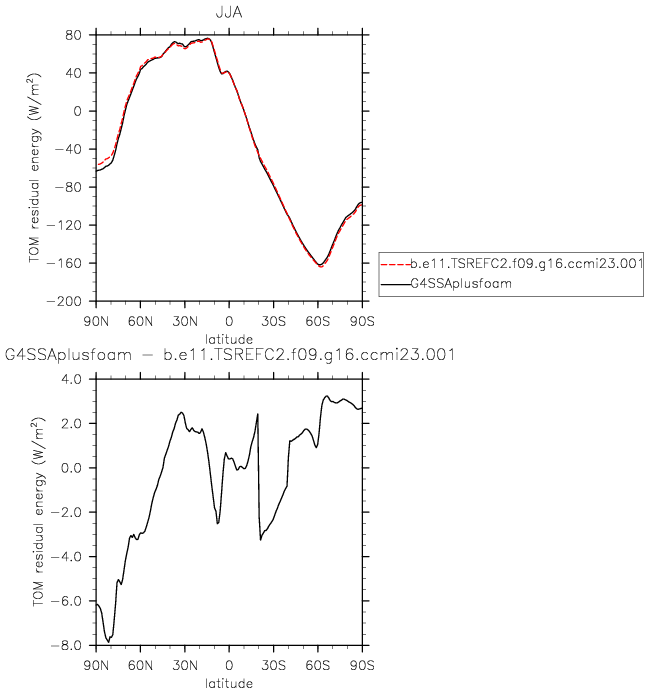 JJA
TOM residual energy (W/m²)
80
40
0
−40
−80
−120
−160
−200
90N 60N 30N 0 30S 60S 90S
latitude
b.e11.TSREFC2.f09.g16.ccmi23.001
G4SSAplusfoam
G4SSAplusfoam − b.e11.TSREFC2.f09.g16.ccmi23.001
TOM residual energy (W/m²)
4.0
2.0
0.0
−2.0
−4.0
−6.0
−8.0
90N 60N 30N 0 30S 60S 90S
latitude